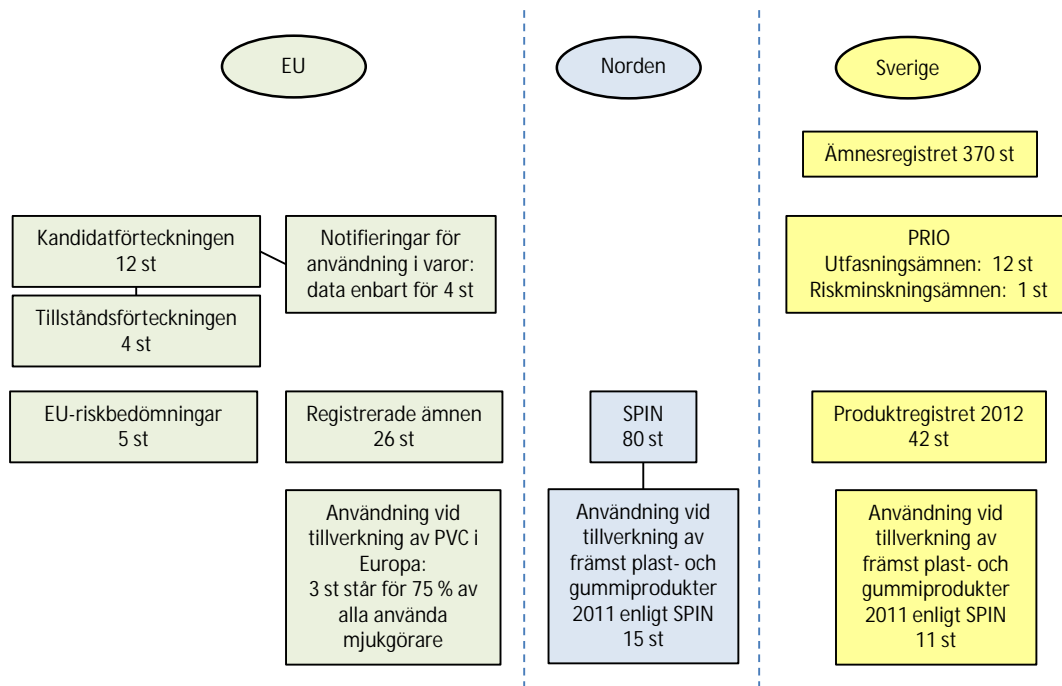 EU
Norden
Sverige
Ämnesregistret 370 st
Kandidatförteckningen
12 st
Notifieringar för
användning i varor:
data enbart för 4 st
PRIO
Utfasningsämnen: 12 st
Riskminskningsämnen: 1 st
Tillståndsförteckningen
4 st
EU-riskbedömningar
5 st
Registrerade ämnen
26 st
SPIN
80 st
Produktregistret 2012
42 st
Användning vid
tillverkning av PVC i
Europa:
3 st står för 75 % av
alla använda
mjukgörare
Användning vid
tillverkning av
främst plast- och
gummiprodukter
2011 enligt SPIN
15 st
Användning vid
tillverkning av
främst plast- och
gummiprodukter
2011 enligt SPIN
11 st